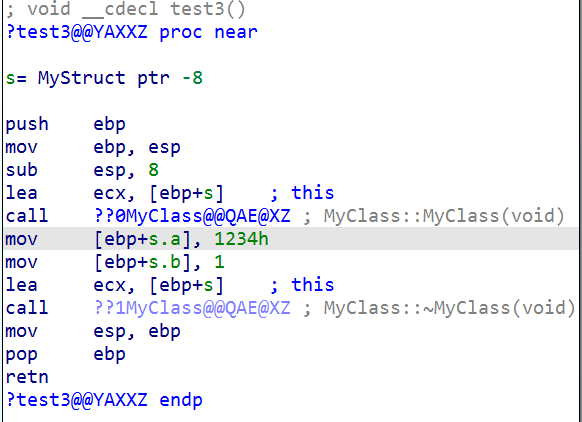 ; void __cdecl test3()
?test3@@YAXXZ proc near
s= MyStruct ptr -8
push    ebp
mov     ebp, esp
sub     esp, 8
lea     ecx, [ebp+s]    ; this
call    ??0MyClass@@QAE@XZ ; MyClass::MyClass(void)
mov     [ebp+s.a], 1234h
mov     [ebp+s.b], 1
lea     ecx, [ebp+s]    ; this
call    ??1MyClass@@QAE@XZ ; MyClass::~MyClass(void)
mov     esp, ebp
pop     ebp
retn
?test3@@YAXXZ endp